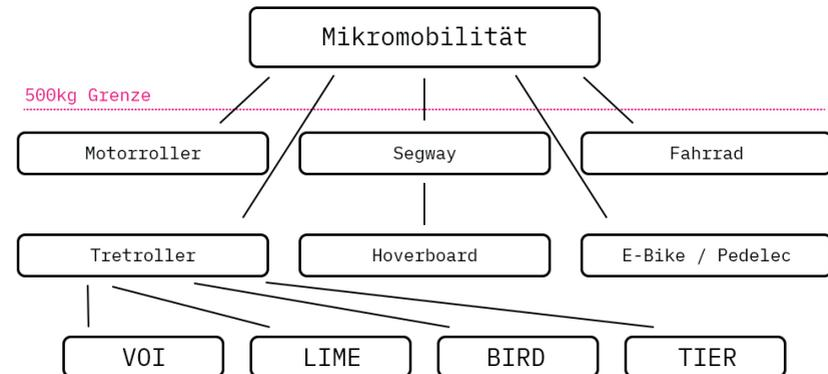 Mikromobilität
500kg Grenze
Motorroller
Segway
Fahrrad
Tretroller
Hoverboard
E-Bike / Pedelec
VOI
LIME
BIRD
TIER